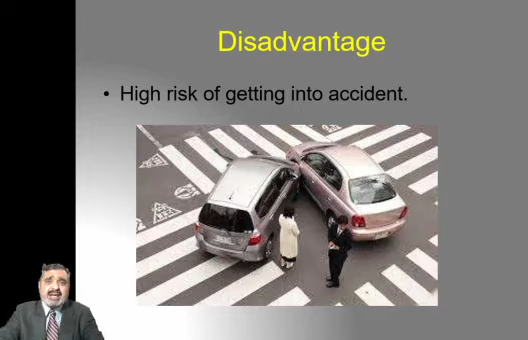 Disadvantage
• High risk of getting into accident.